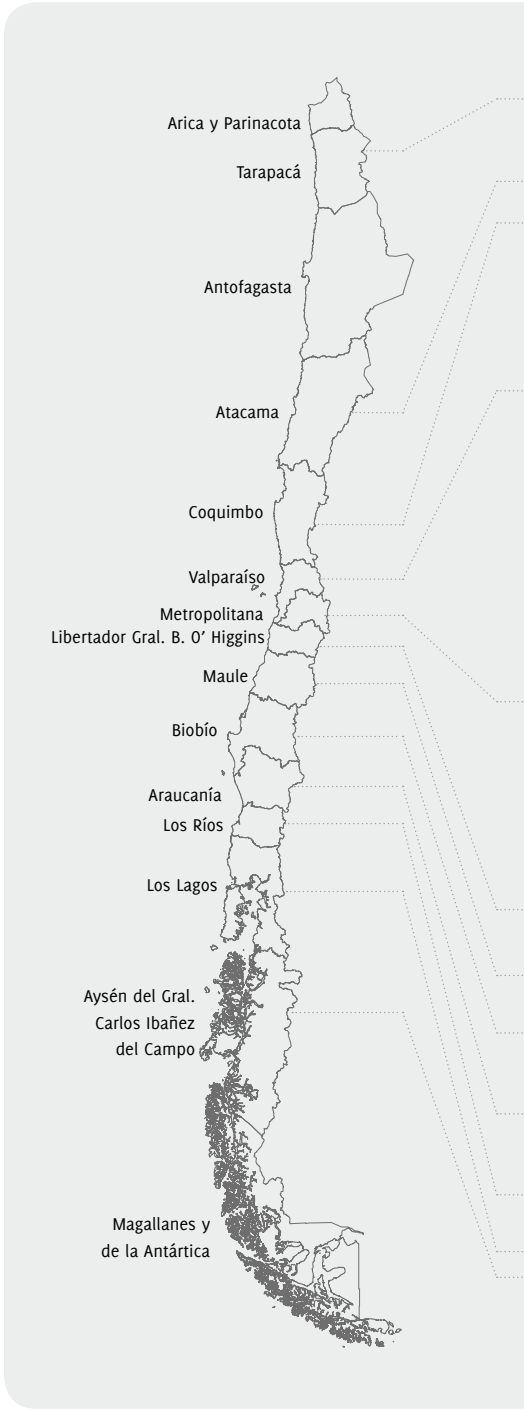 Arica y Parinacota
Tarapacá
Antofagasta
Atacama
Coquimbo
Valparaíso
Metropolitana
Libertador Gral. B. O' Higgins
Maule
Biobío
Araucanía
Los Ríos
Los Lagos
Aysén del Gral.
Carlos Ibañez
del Campo
Magallanes y
de la Antártica